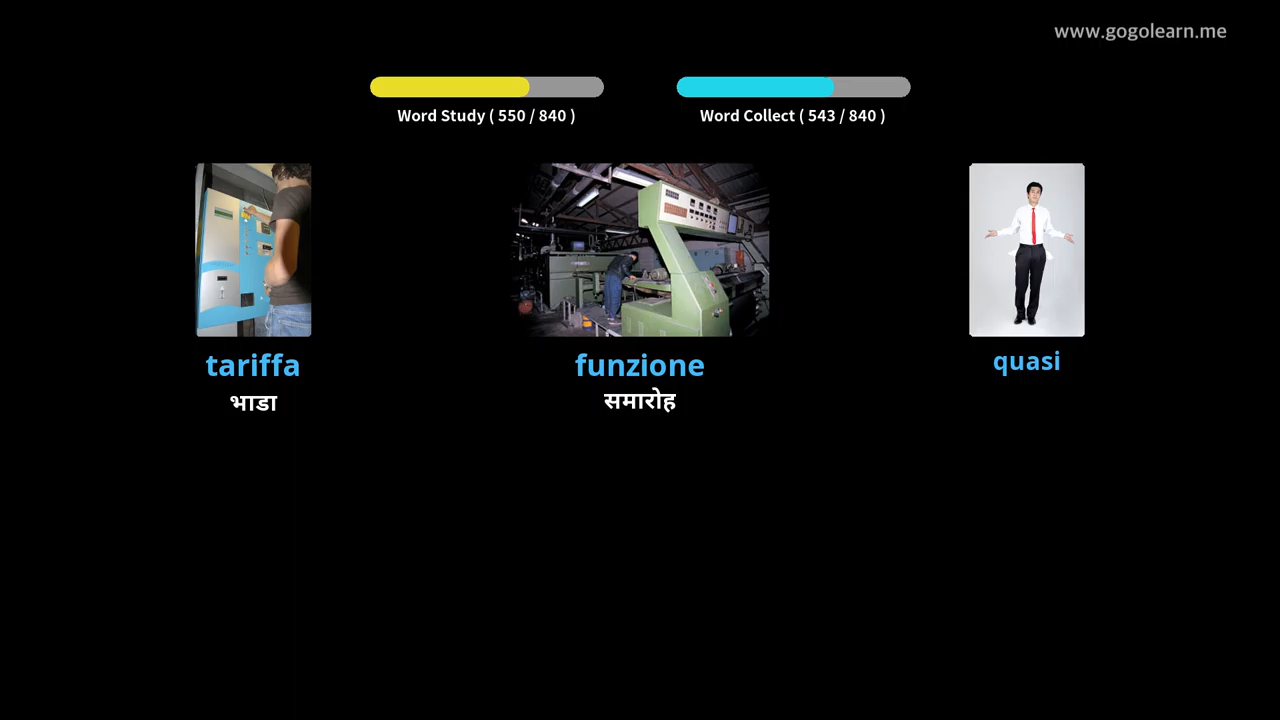 www.gogolearn.me
Word Study ( 550 / 840 )
Word Collect ( 543 / 840 )
tariffa
भाडा
funzione
समारोह
quasi